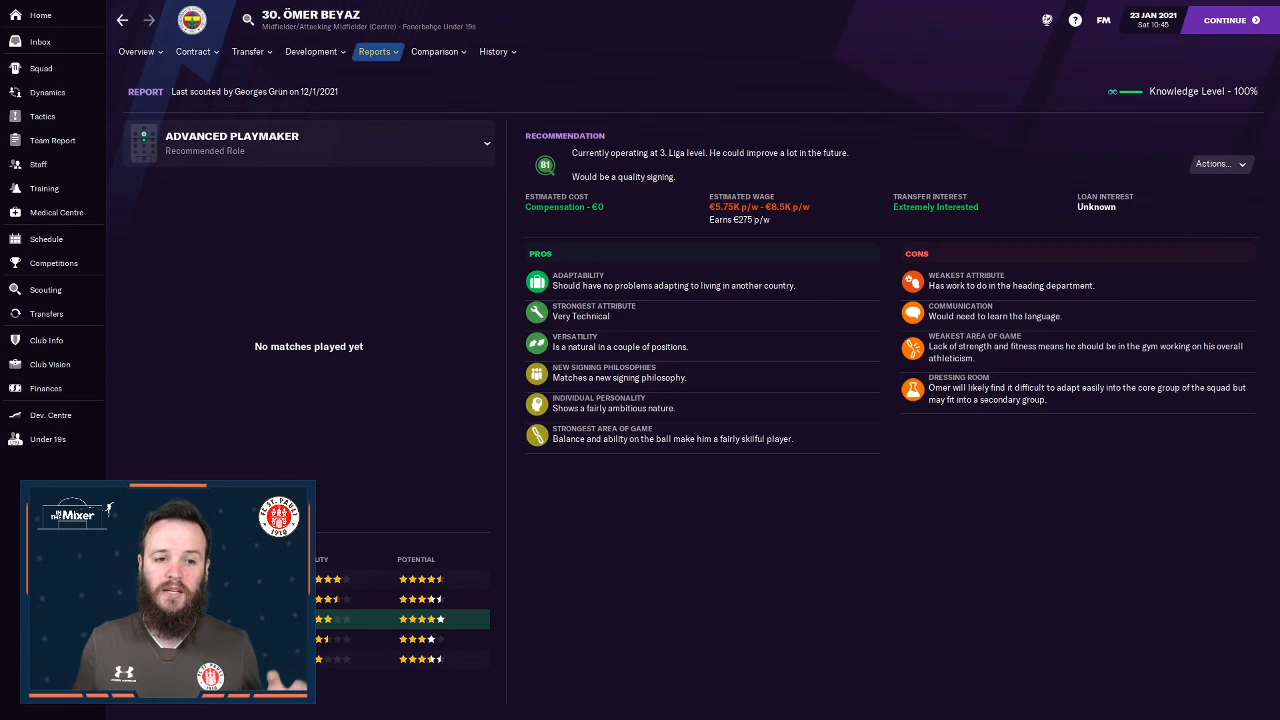 Home
Inbox
Squad
Dynamics
Tactics
Team Report
Staff
Training
Medical Centre
Schedule
Competitions
Scouting
Transfers
Club Info
Club Vision
Finances
Dev. Centre
Under 19s
30. ÖMER BEYAZ
Midfielder/Attacking Midfielder (Centre) - Fenerbahçe Under 19s
FM
23 JAN 2021
Sat 10:45
CONTINUE
Overview
Contract
Transfer
Development
Reports
Comparison
History
REPORT
Last scouted by Georges Grün on 12/1/2021
Knowledge Level - 100%
ADVANCED PLAYMAKER
Recommended Role
No matches played yet
LITY
POTENTIAL
RECOMMENDATION
81
Currently operating at 3. Liga level. He could improve a lot in the future.
Would be a quality signing.
Actions...
ESTIMATED COST
Compensation - €0
ESTIMATED WAGE
€5.75K p/w - €8.5K p/w
Earns €275 p/w
TRANSFER INTEREST
Extremely Interested
LOAN INTEREST
Unknown
PROS
ADAPTABILITY
Should have no problems adapting to living in another country.
STRONGEST ATTRIBUTE
Very Technical
VERSATILITY
Is a natural in a couple of positions.
NEW SIGNING PHILOSOPHIES
Matches a new signing philosophy.
INDIVIDUAL PERSONALITY
Shows a fairly ambitious nature.
STRONGEST AREA OF GAME
Balance and ability on the ball make him a fairly skilful player.
CONS
WEAKEST ATTRIBUTE
Has work to do in the heading department.
COMMUNICATION
Would need to learn the language.
WEAKEST AREA OF GAME
Lack of strength and fitness means he should be in the gym working on his overall
athleticism.
DRESSING ROOM
Ömer will likely find it difficult to adapt easily into the core group of the squad but
may fit into a secondary group.
IN THE Mixer
FC ST. PAULI
1910